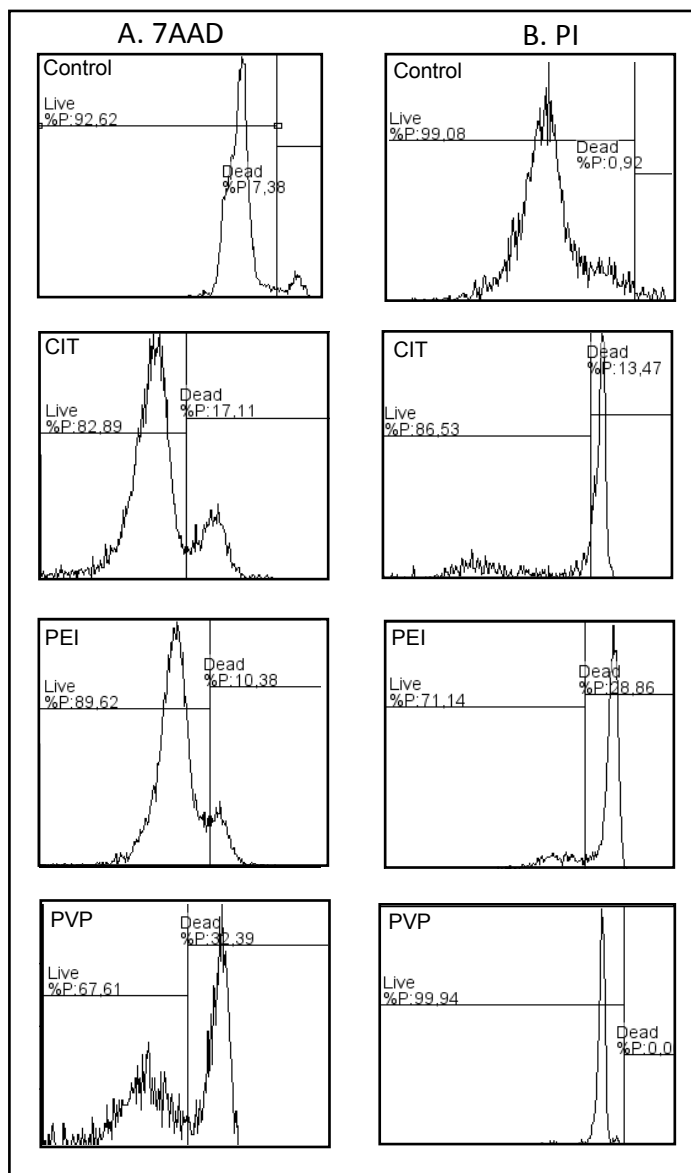 A. 7AAD
B. PI
Control
Live
%P:92,62
Dead
%P:7,38
Control
Live
%P:99,08
Dead
%P:0,92
CIT
Live
%P:82,89
Dead
%P:17,11
CIT
Live
%P:86,53
Dead
%P:13,47
PEI
Live
%P:89,62
Dead
%P:10,38
PEI
Live
%P:71,14
Dead
%P:28,86
PVP
Live
%P:67,61
Dead
%P:32,39
PVP
Live
%P:99,94
Dead
%P:0,0